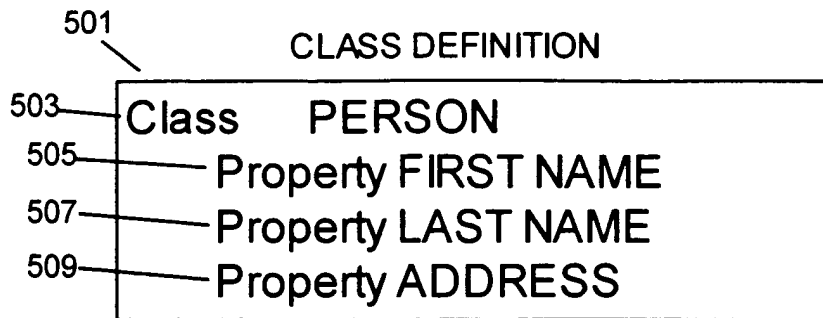 501
CLASS DEFINITION
503 Class PERSON
505 Property FIRST NAME
507 Property LAST NAME
509 Property ADDRESS